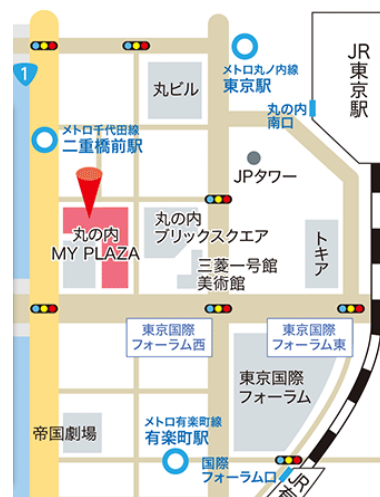 メトロ丸ノ内線
東京駅
JR
東京駅
1
丸ビル
丸の内
南口
メトロ千代田線
二重橋前駅
JPタワー
丸の内
MY PLAZA
丸の内
ブリックスクエア
トキア
三菱一号館
美術館
東京国際
フォーラム西
東京国際
フォーラム東
東京国際
フォーラム
帝国劇場
メトロ有楽町線
有楽町駅
国際
フォーラム口